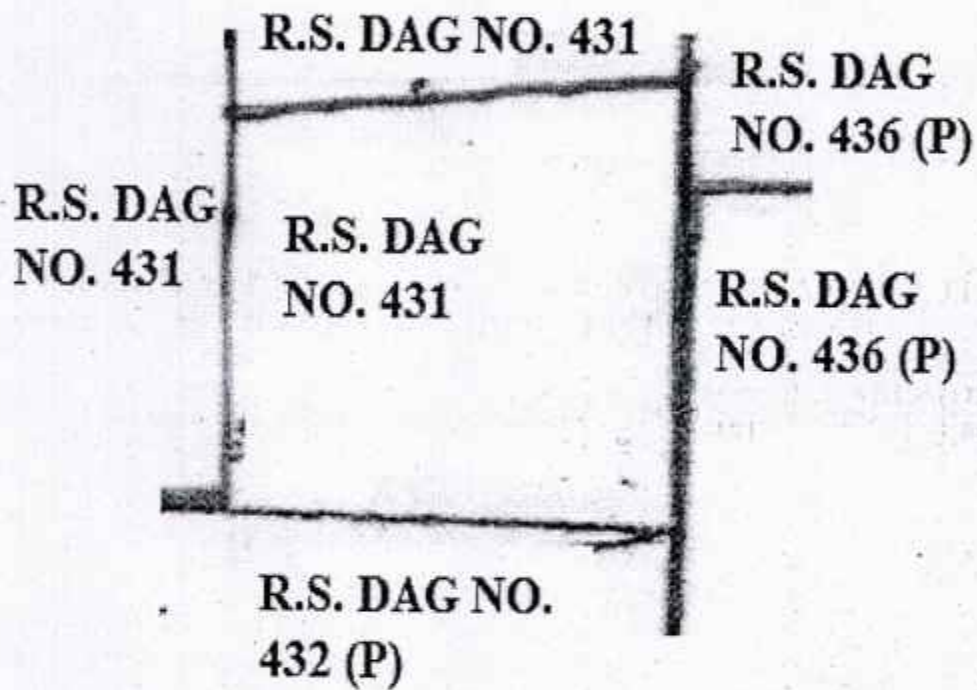 R.S. DAG NO. 431
R.S. DAG
NO. 436 (P)
R.S. DAG
NO. 431
R.S. DAG
NO. 431
R.S. DAG
NO. 436 (P)
R.S. DAG NO.
432 (P)